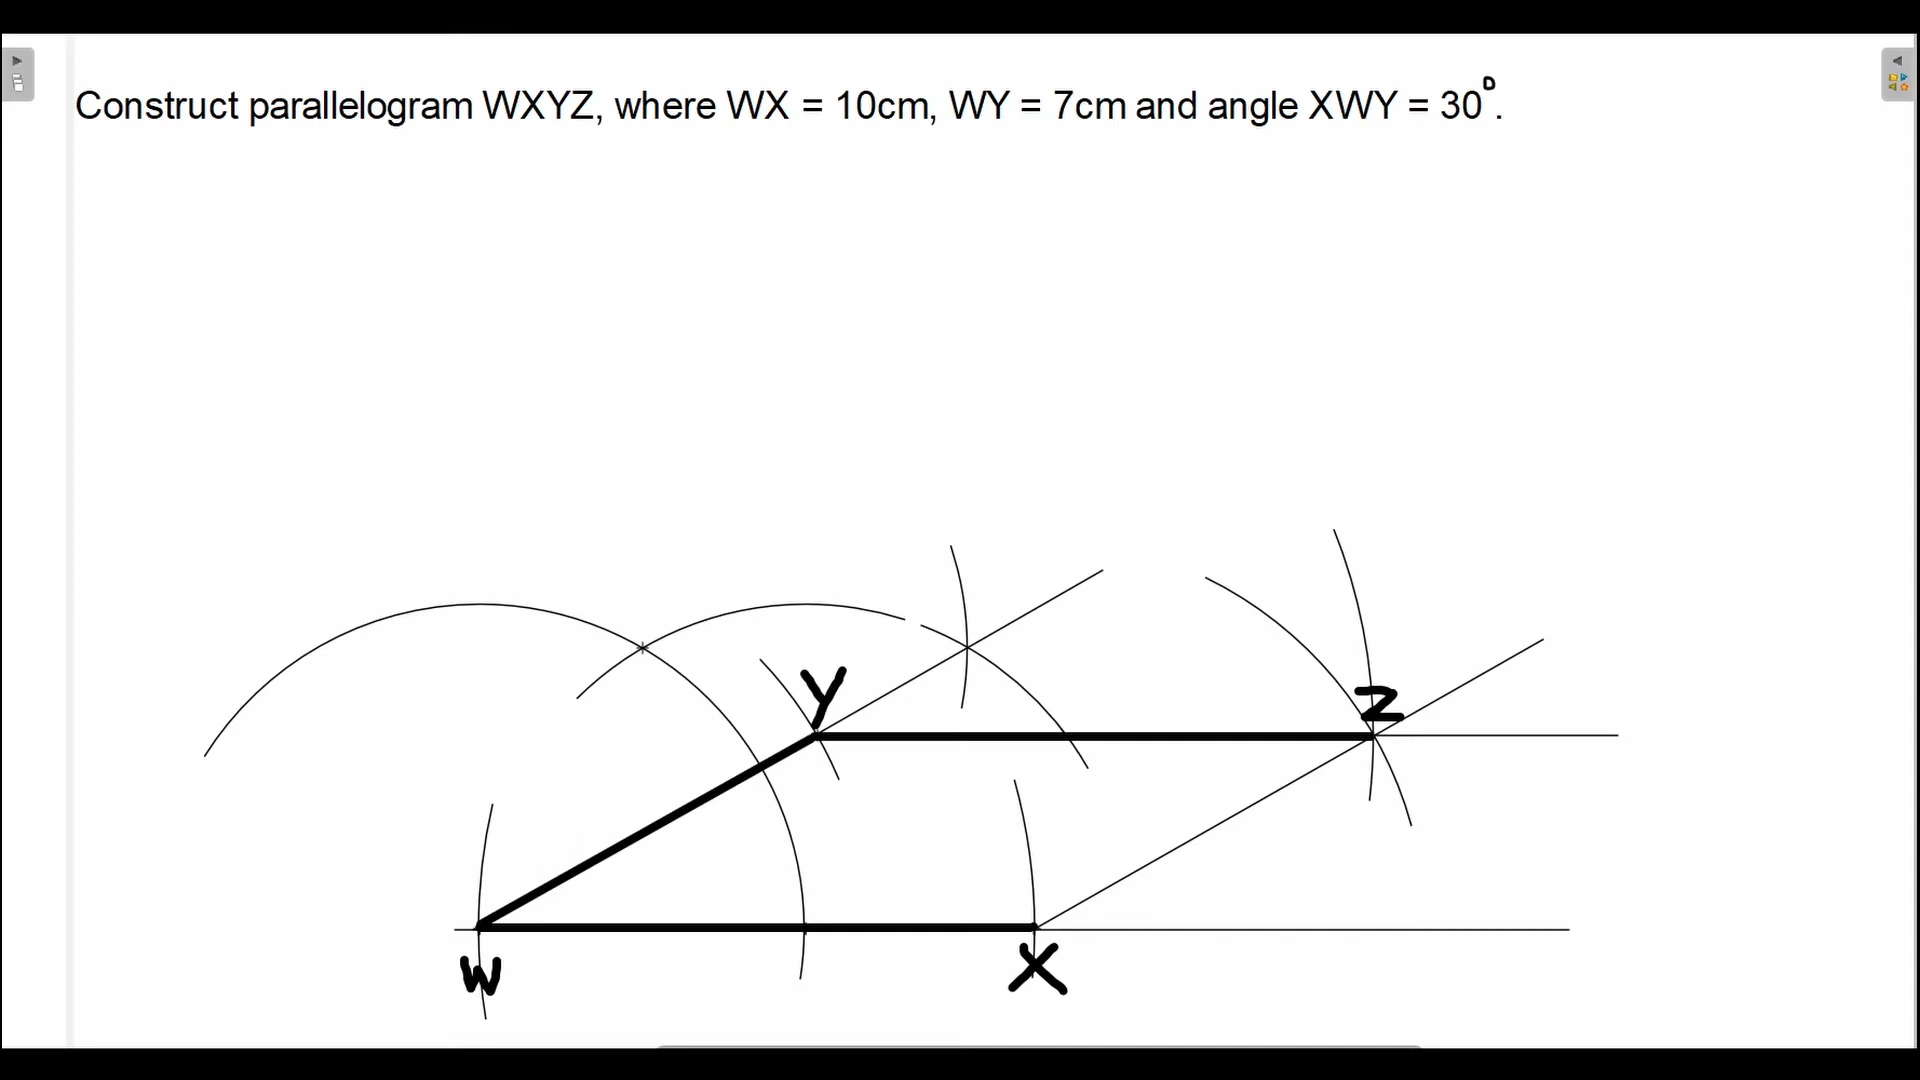 Construct parallelogram WXYZ, where WX = 10cm, WY = 7cm and angle XWY = 30°.
Y
Z
W
X